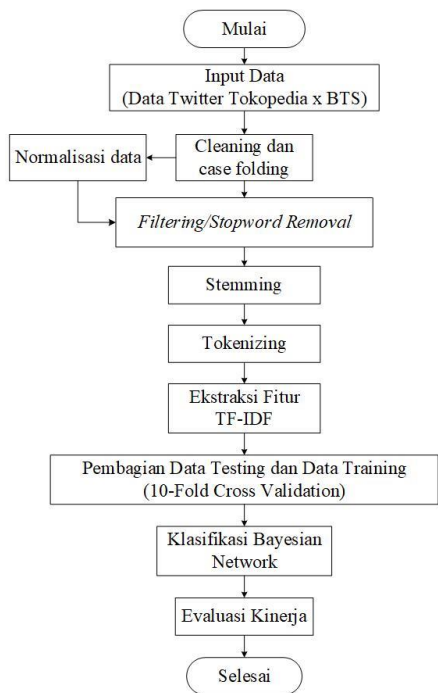 Mulai
Input Data
(Data Twitter Tokopedia x BTS)
Normalisasi data
Cleaning dan
case folding
Filtering/Stopword Removal
Stemming
Tokenizing
Ekstraksi Fitur
TF-IDF
Pembagian Data Testing dan Data Training
(10-Fold Cross Validation)
Klasifikasi Bayesian
Network
Evaluasi Kinerja
Selesai